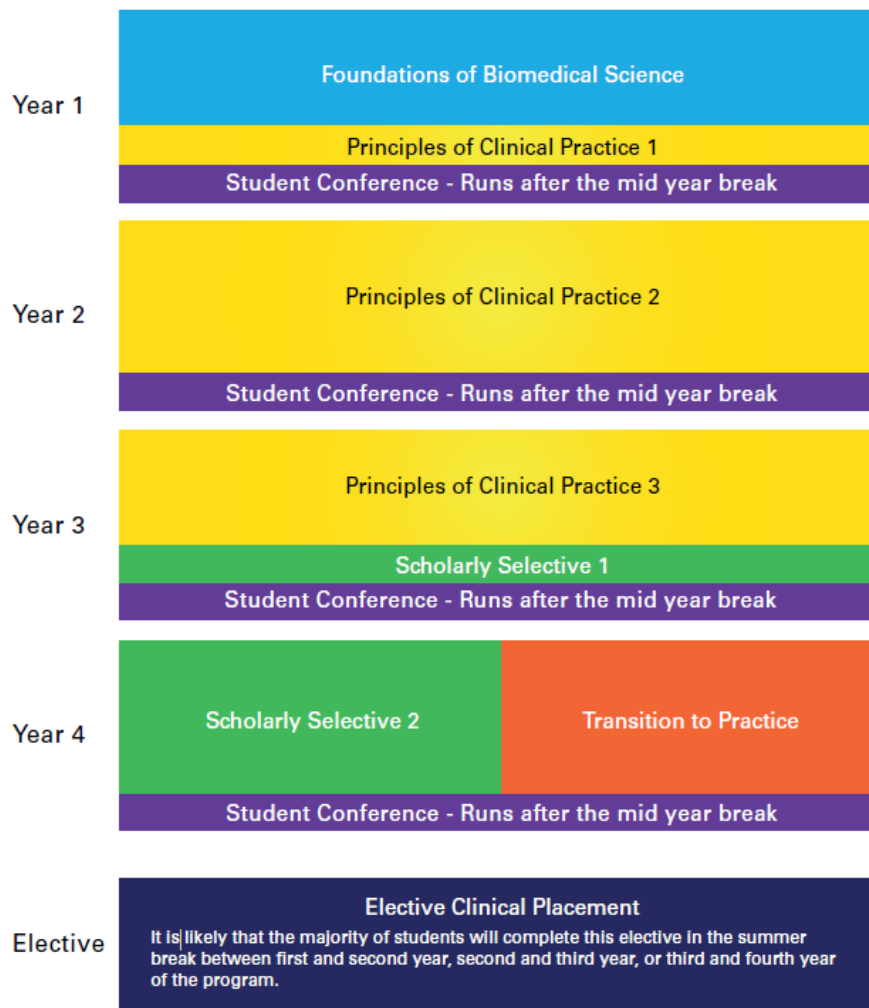 Foundations of Biomedical Science
Year 1
Principles of Clinical Practice 1
Student Conference - Runs after the mid year break
Principles of Clinical Practice 2
Year 2
Student Conference - Runs after the mid year break
Principles of Clinical Practice 3
Year 3
Scholarly Selective 1
Student Conference - Runs after the mid year break
Year 4
Scholarly Selective 2
Transition to Practice
Student Conference - Runs after the mid year break
Elective Clinical Placement
Elective
It is likely that the majority of students will complete this elective in the summer
break between first and second year, second and third year, or third and fourth year
of the program.